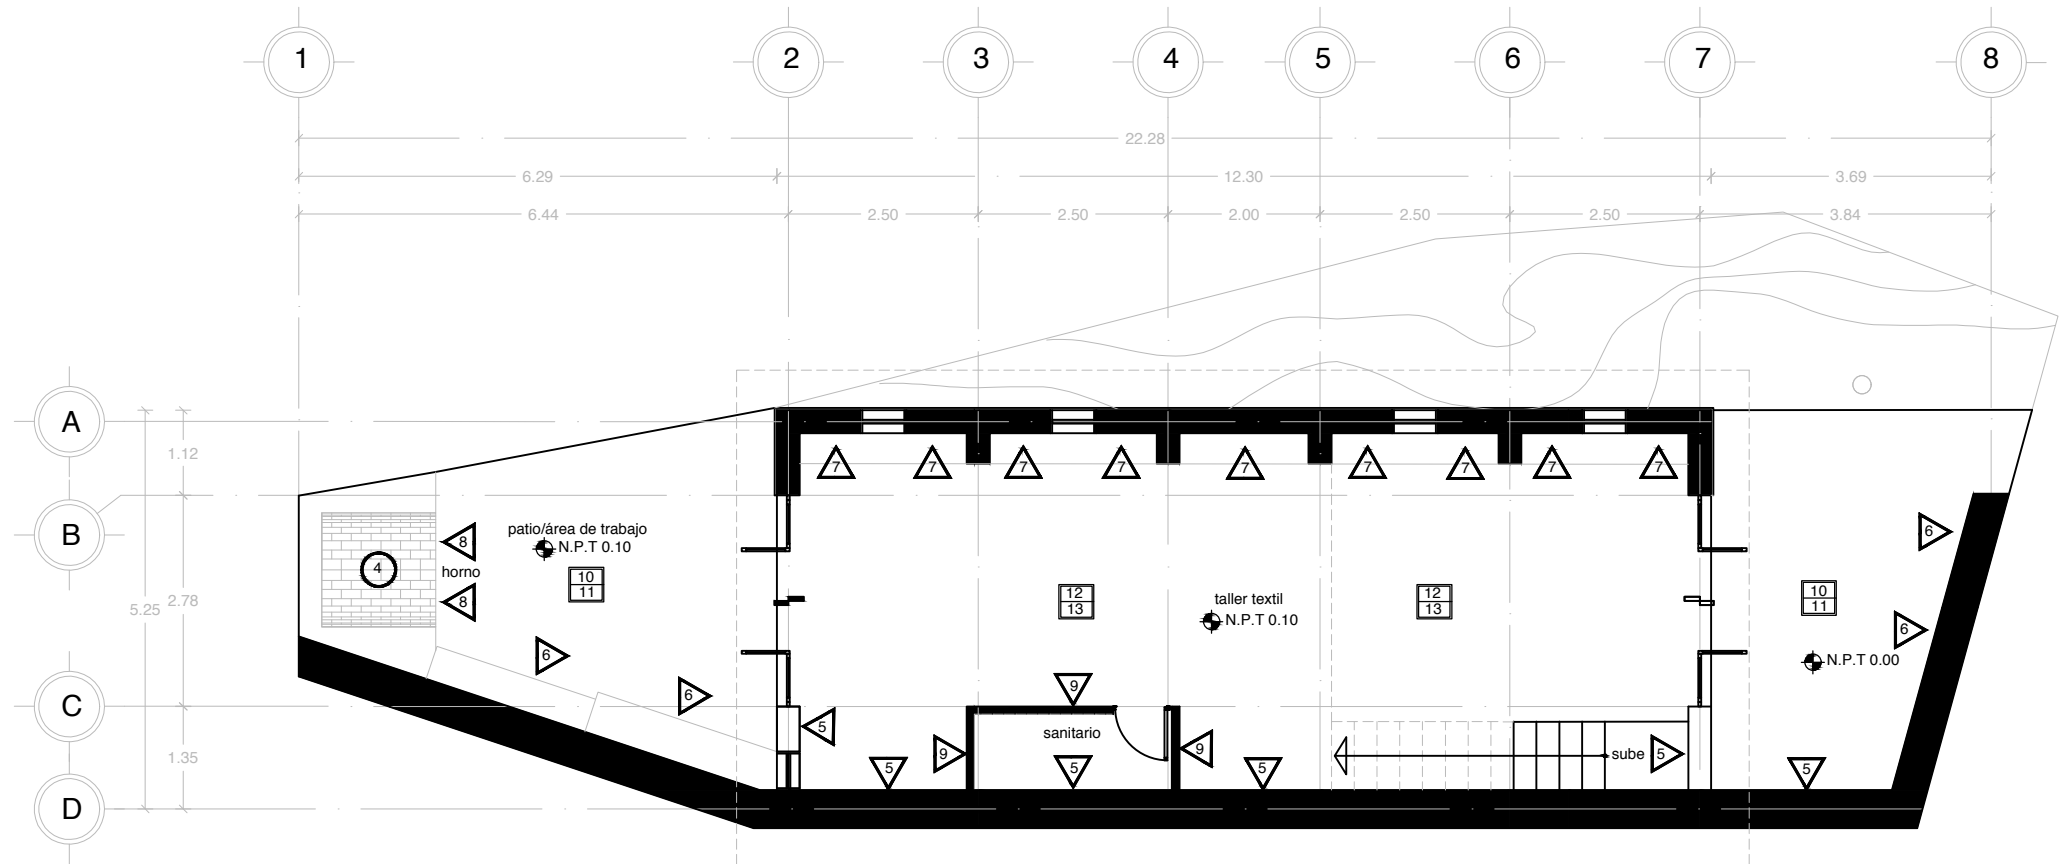 1 2 3 4 5 6 7 8
22.28
6.29 12.30 3.69
6.44 2.50 2.50 2.00 2.50 2.50 3.84
A
1.12
7 7 7 7 7 7 7 7 7
B
patio/área de trabajo
N.P.T 0.10
8
4
horno
8
10
11
6
12
13
taller textil
N.P.T 0.10
12
13
10
11
5.25
2.78
6
6
N.P.T 0.00
6
9
C
5
sanitario
9
9
sube
5
1.35
5
5
5
5
D